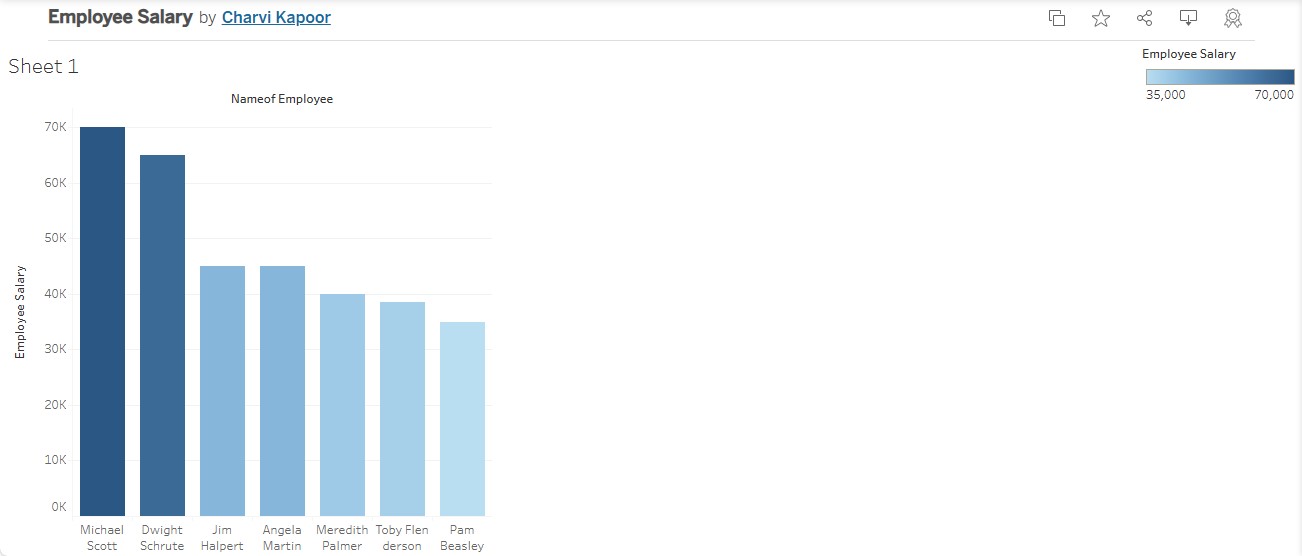 Employee Salary by Charvi Kapoor
Employee Salary
35,000 70,000
Sheet 1
Nameof Employee
Employee Salary
70K
60K
50K
40K
30K
20K
10K
0K
Michael Dwight Jim Angela Meredith Toby Flen Pam
Scott Schrute Halpert Martin Palmer derson Beasley